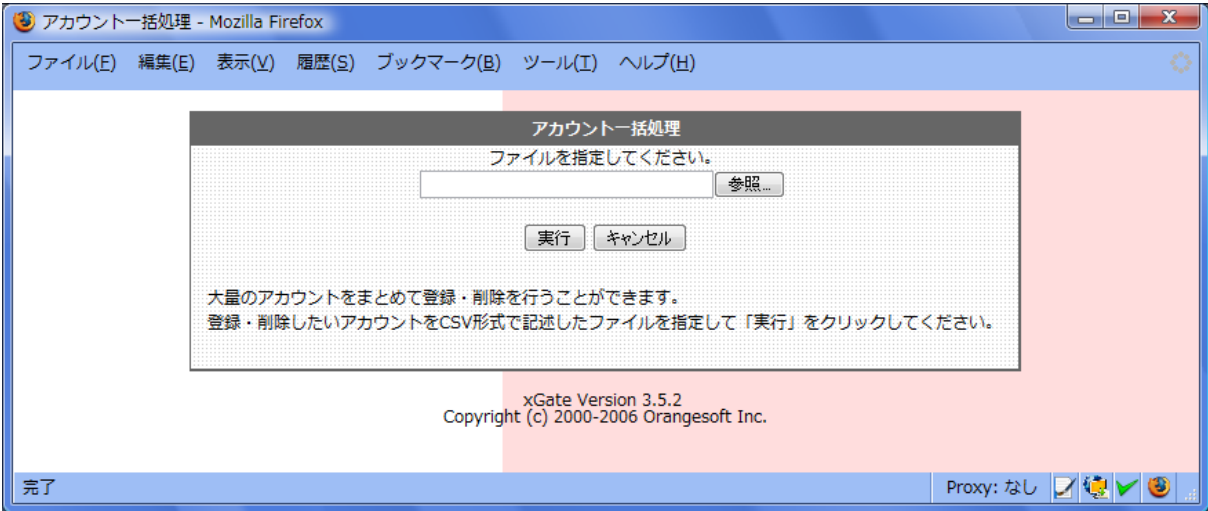 アカウント一括処理 - Mozilla Firefox
ファイル(F) 編集(E) 表示(V) 履歴(S) ブックマーク(B) ツール(T) ヘルプ(H)
アカウント一括処理
ファイルを指定してください。
参照...
実行 キャンセル
大量のアカウントをまとめて登録・削除を行うことができます。
登録・削除したいアカウントをCSV形式で記述したファイルを指定して「実行」をクリックしてください。
xGate Version 3.5.2
Copyright (c) 2000-2006 Orangesoft Inc.
完了 Proxy: なし